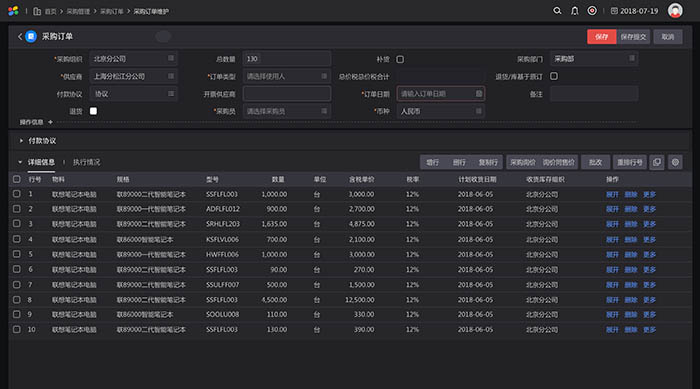 首页 > 采购管理 > 采购订单 > 采购订单维护 2018-07-19
采购订单 保存 保存提交 取消
*采购组织 北京分公司 总数量 130 补货 采购部门 采购部
*供应商 上海分松江分公司 *订单类型 请选择使用人 总价税总价税合计 退货/库基于原订
付款协议 协议 开票供应商 *订单日期 请输入订单日期 备注
退货 *采购员 请选择采购员 *币种 人民币
操作信息 +
付款协议
详细信息 | 执行情况 增行 删行 复制行 采购询价 询价同售价 批改 重排行号
行号 物料 规格 型号 数量 单位 含税单价 税率 计划收货日期 收货库存组织 操作
1 联想笔记本电脑 联89000二代智能笔记本 SSFLFL003 1,000.00 台 3,000.00 12% 2018-06-05 北京分公司 展开 删除 更多
2 联想笔记本电脑 联89000一代智能笔记本 ADFLFL012 900.00 台 2,700.00 12% 2018-06-05 北京分公司 展开 删除 更多
3 联想笔记本电脑 联89000二代智能笔记本 SRHLFL203 1,635.00 台 4,875.00 12% 2018-06-05 北京分公司 展开 删除 更多
4 联想笔记本电脑 联86000智能笔记本 KSFLVL006 700.00 台 2,100.00 12% 2018-06-05 北京分公司 展开 删除 更多
5 联想笔记本电脑 联89000一代智能笔记本 HWFFL006 1,000.00 台 3,000.00 12% 2018-06-05 北京分公司 展开 删除 更多
6 联想笔记本电脑 联89000二代智能笔记本 SSFLFL003 90.00 台 270.00 12% 2018-06-05 北京分公司 展开 删除 更多
7 联想笔记本电脑 联89000二代智能笔记本 SSULFF007 500.00 台 1,500.00 12% 2018-06-05 北京分公司 展开 删除 更多
8 联想笔记本电脑 联89000二代智能笔记本 SSFLFL003 4,500.00 台 12,500.00 12% 2018-06-05 北京分公司 展开 删除 更多
9 联想笔记本电脑 联86000智能笔记本 SOOLU008 110.00 台 330.00 12% 2018-06-05 北京分公司 展开 删除 更多
10 联想笔记本电脑 联89000二代智能笔记本 SSFLFL003 130.00 台 390.00 12% 2018-06-05 北京分公司 展开 删除 更多